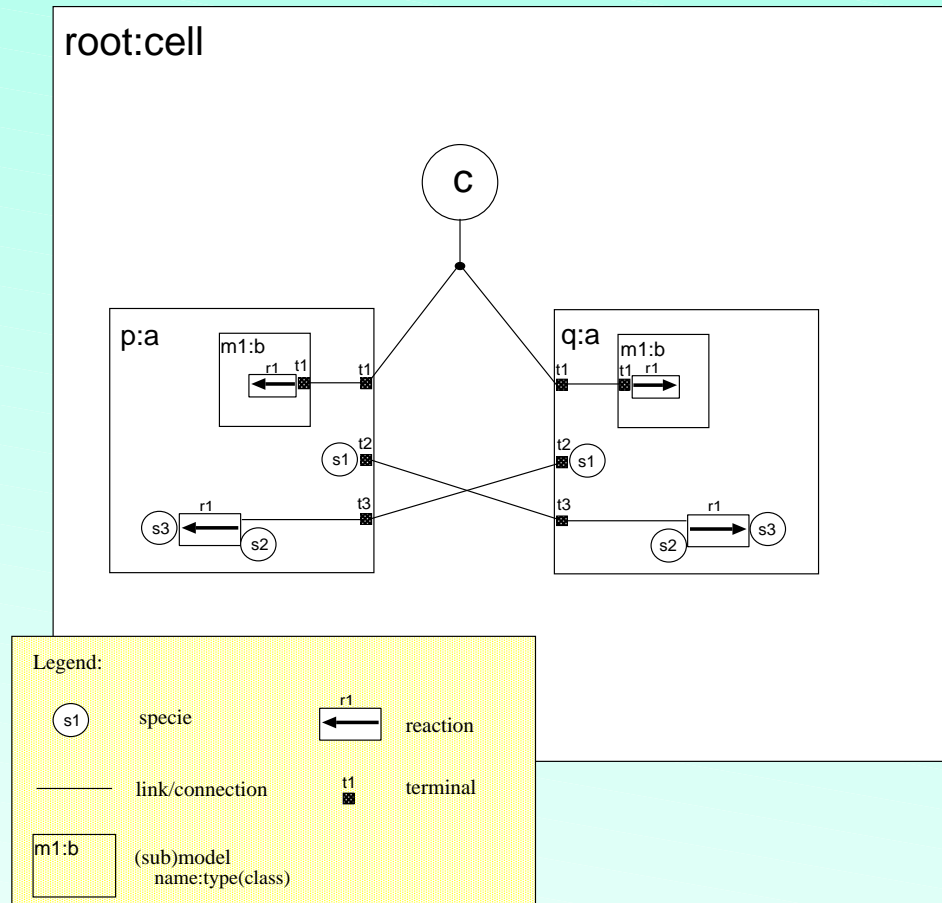 root:cell
c
p:a
m1:b
r1 t1 t1
t2
s1
t3
r1
s3
s2
q:a
m1:b
t1 t1 r1
t2
s1
t3
r1
s2
s3
Legend:
s1 specie
r1
reaction
link/connection
t1
terminal
m1:b
(sub)model
name:type(class)